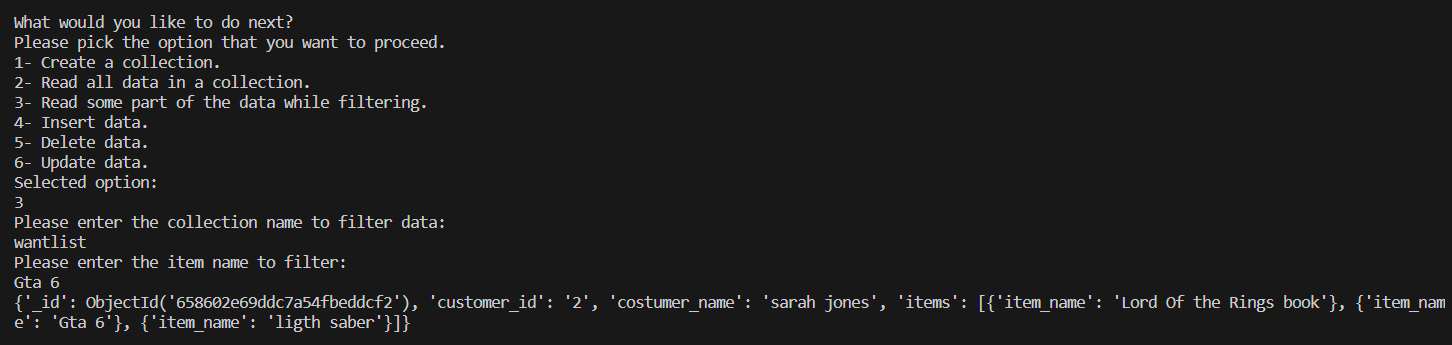 What would you like to do next?
Please pick the option that you want to proceed.
1- Create a collection.
2- Read all data in a collection.
3- Read some part of the data while filtering.
4- Insert data.
5- Delete data.
6- Update data.
Selected option:
3
Please enter the collection name to filter data:
wantlist
Please enter the item name to filter:
Gta 6
{'_id': ObjectId('658602e69ddc7a54fbeddcf2'), 'customer_id': '2', 'costumer_name': 'sarah jones', 'items': [{'item_name': 'Lord Of the Rings book'}, {'item_nam
e': 'Gta 6'}, {'item_name': 'ligth saber'}]}